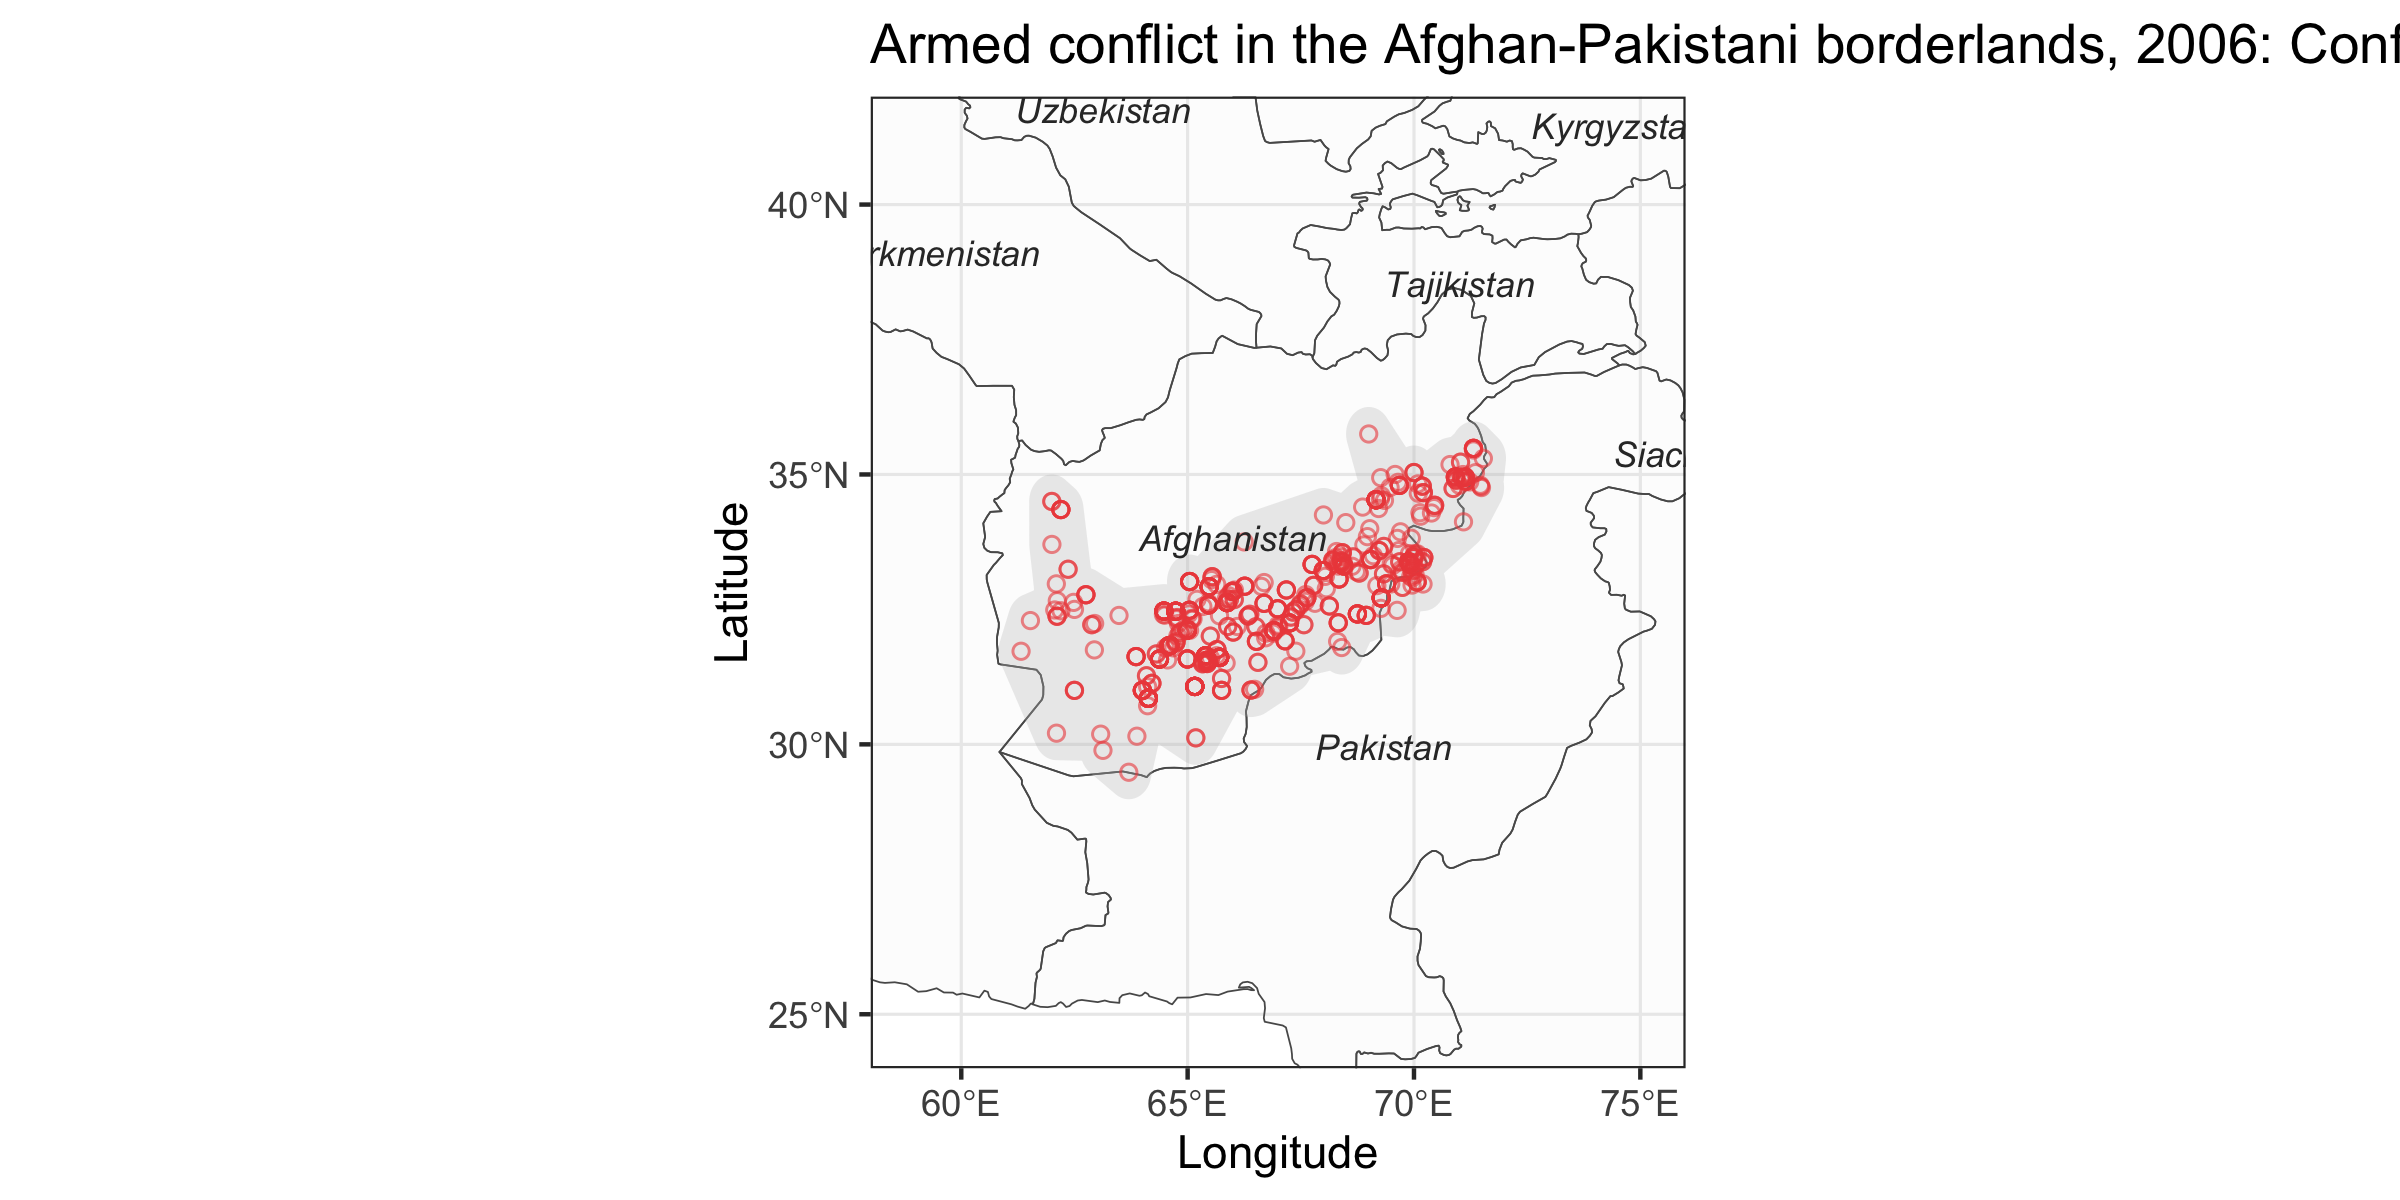 Armed conflict in the Afghan-Pakistani borderlands, 2006: Conf
Uzbekistan
Kyrgyzsta
40°N
rkmenistan
Tajikistan
35°N
Siac
Afghanistan
Latitude
30°N
Pakistan
25°N
60°E 65°E 70°E 75°E
Longitude